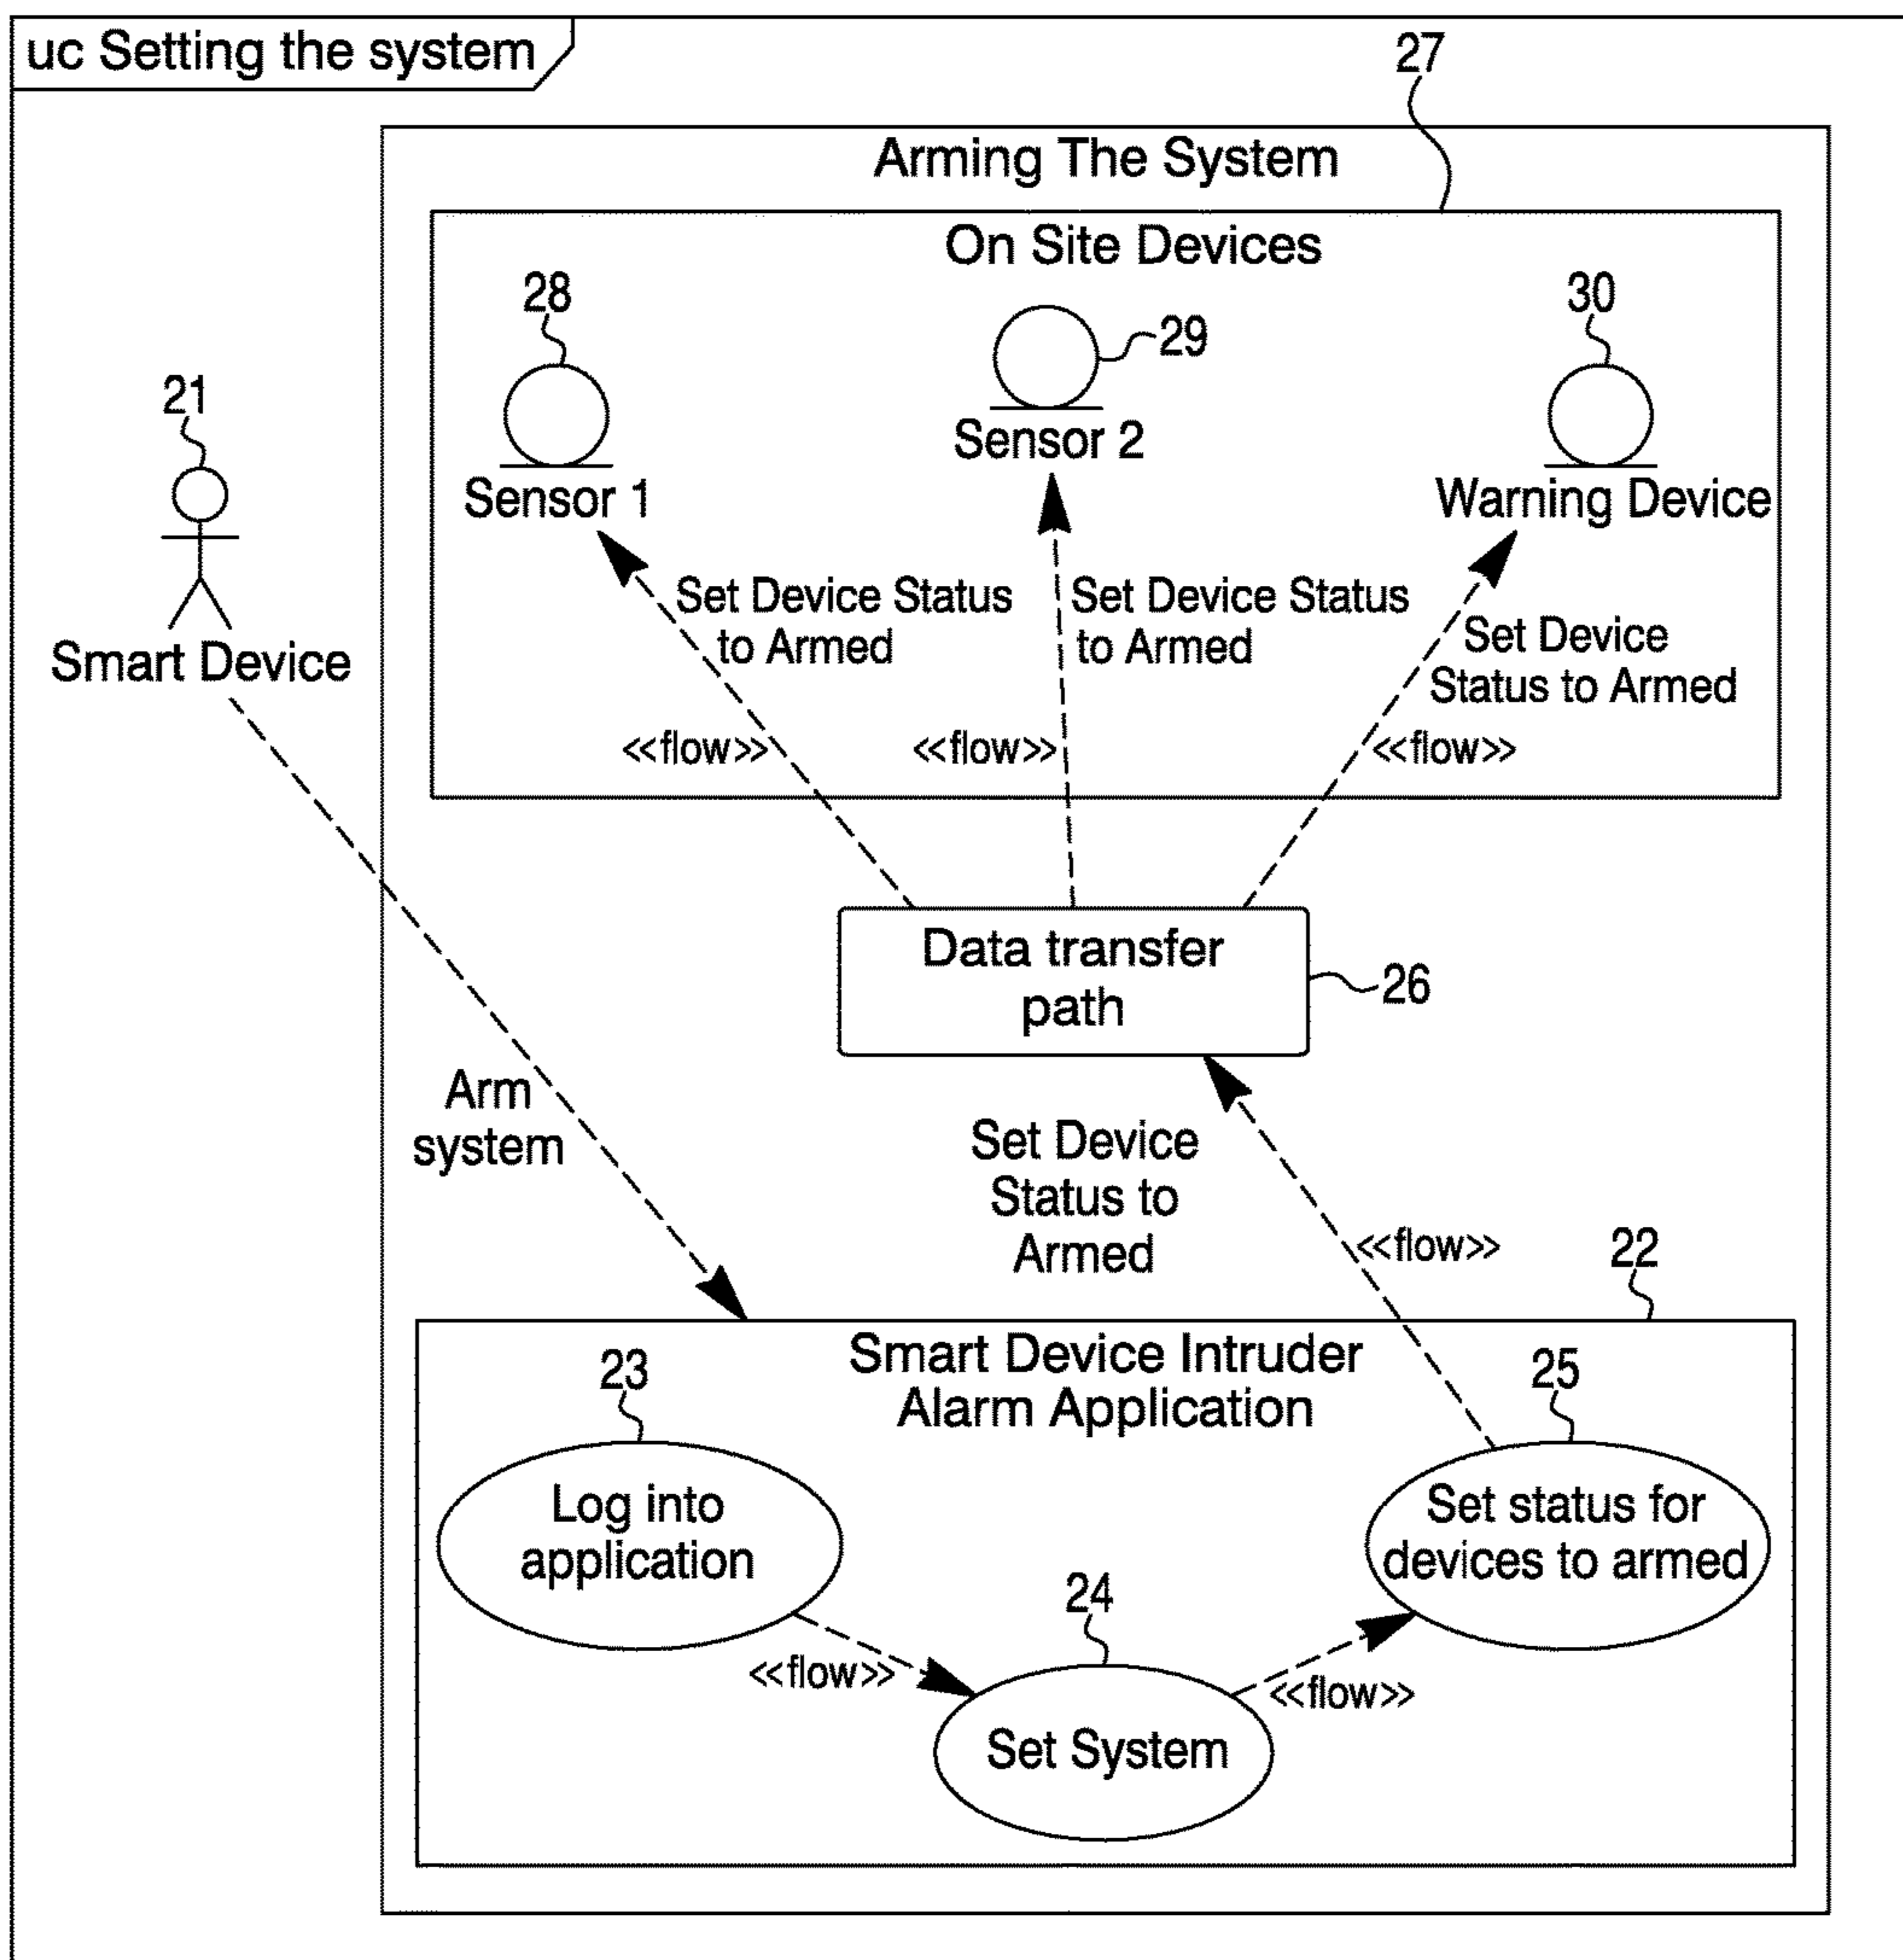 uc Setting the system
27
Arming The System
On Site Devices
28
29
30
21
Sensor 1
Sensor 2
Warning Device
Smart Device
Set Device Status
to Armed
Set Device Status
to Armed
Set Device
Status to Armed
<<flow>>
<<flow>>
<<flow>>
Data transfer
path
26
Arm
system
Set Device
Status to
Armed
<<flow>>
22
Smart Device Intruder
Alarm Application
23
25
Log into
application
Set status for
devices to armed
24
<<flow>>
<<flow>>
Set System